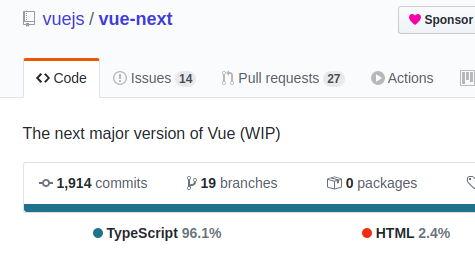 vuejs / vue-next
Sponsor
Code Issues 14 Pull requests 27 Actions
The next major version of Vue (WIP)
1,914 commits 19 branches 0 packages
TypeScript 96.1% HTML 2.4%